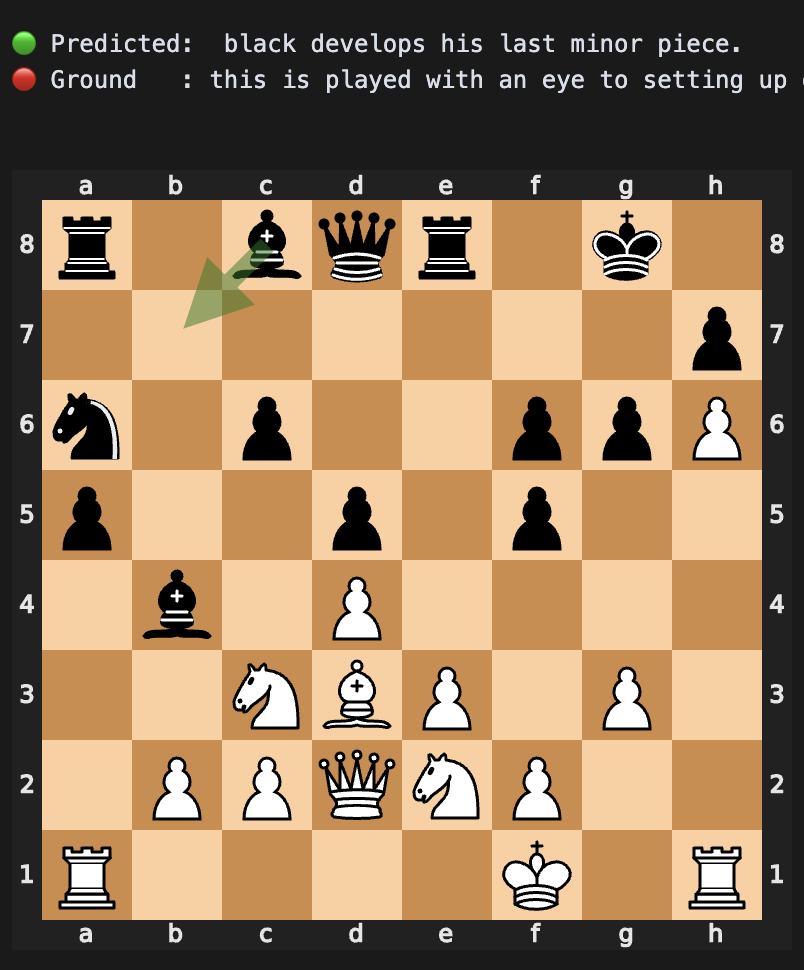 Predicted: black develops his last minor piece.
Ground : this is played with an eye to setting up
a b c d e f g h
8 8
7 7
6 6
5 5
4 4
3 3
2 2
1 1
a b c d e f g h